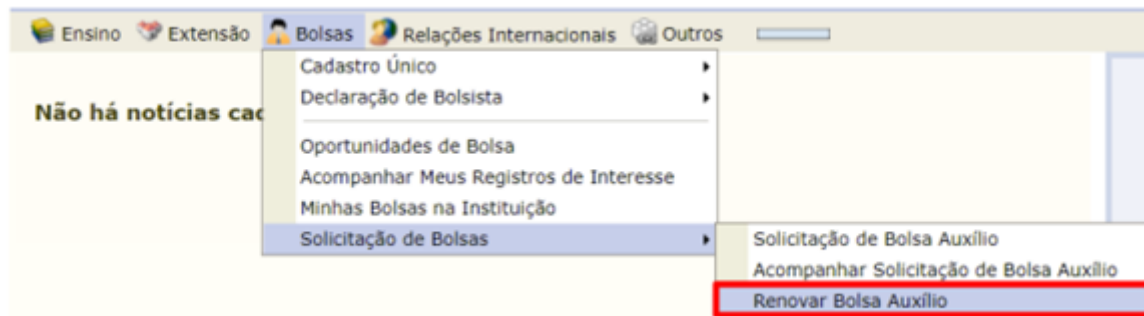 Ensino Extensão Bolsas Relações Internacionais Outros
Cadastro Único
Não há notícias cad
Declaração de Bolsista
Oportunidades de Bolsa
Acompanhar Meus Registros de Interesse
Minhas Bolsas na Instituição
Solicitação de Bolsas
Solicitação de Bolsa Auxílio
Acompanhar Solicitação de Bolsa Auxílio
Renovar Bolsa Auxílio